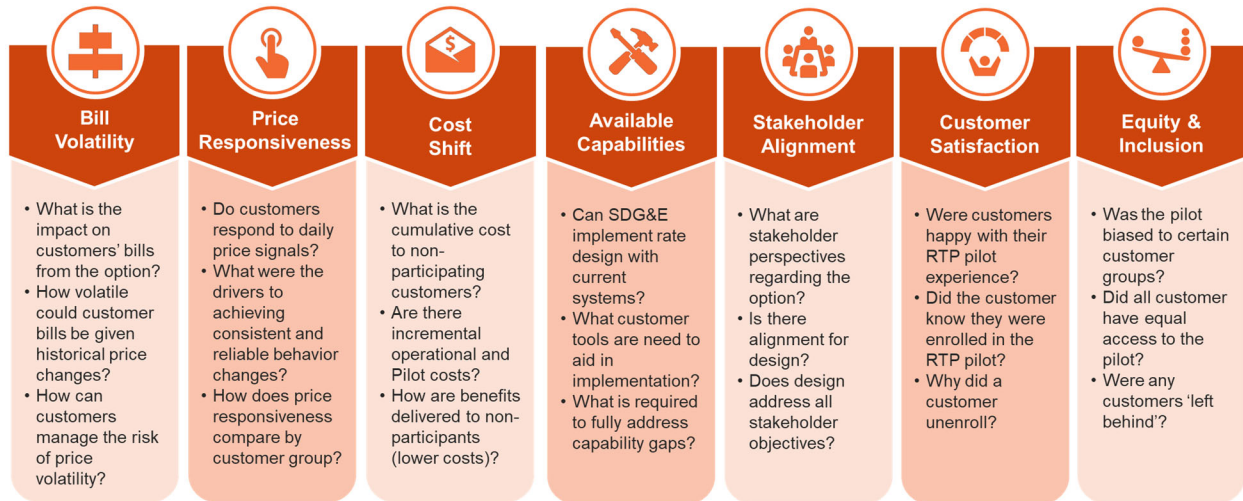 $
Bill
Volatility
• What is the
impact on
customers' bills
from the option?
• How volatile
could customer
bills be given
historical price
changes?
• How can
customers
manage the risk
of price
volatility?
Price
Responsiveness
• Do customers
respond to daily
price signals?
• What were the
drivers to
achieving
consistent and
reliable behavior
changes?
• How does price
responsiveness
compare by
customer group?
Cost
Shift
• What is the
cumulative cost
to non-
participating
customers?
• Are there
incremental
operational and
Pilot costs?
• How are benefits
delivered to non-
participants
(lower costs)?
Available
Capabilities
• Can SDG&E
implement rate
design with
current
systems?
• What customer
tools are need to
aid in
implementation?
• What is required
to fully address
capability gaps?
Stakeholder
Alignment
• What are
stakeholder
perspectives
regarding the
option?
• Is there
alignment for
design?
• Does design
address all
stakeholder
objectives?
Customer
Satisfaction
• Were customers
happy with their
RTP pilot
experience?
• Did the customer
know they were
enrolled in the
RTP pilot?
• Why did a
customer
unenroll?
Equity &
Inclusion
• Was the pilot
biased to certain
customer
groups?
• Did all customer
have equal
access to the
pilot?
• Were any
customers 'left
behind'?